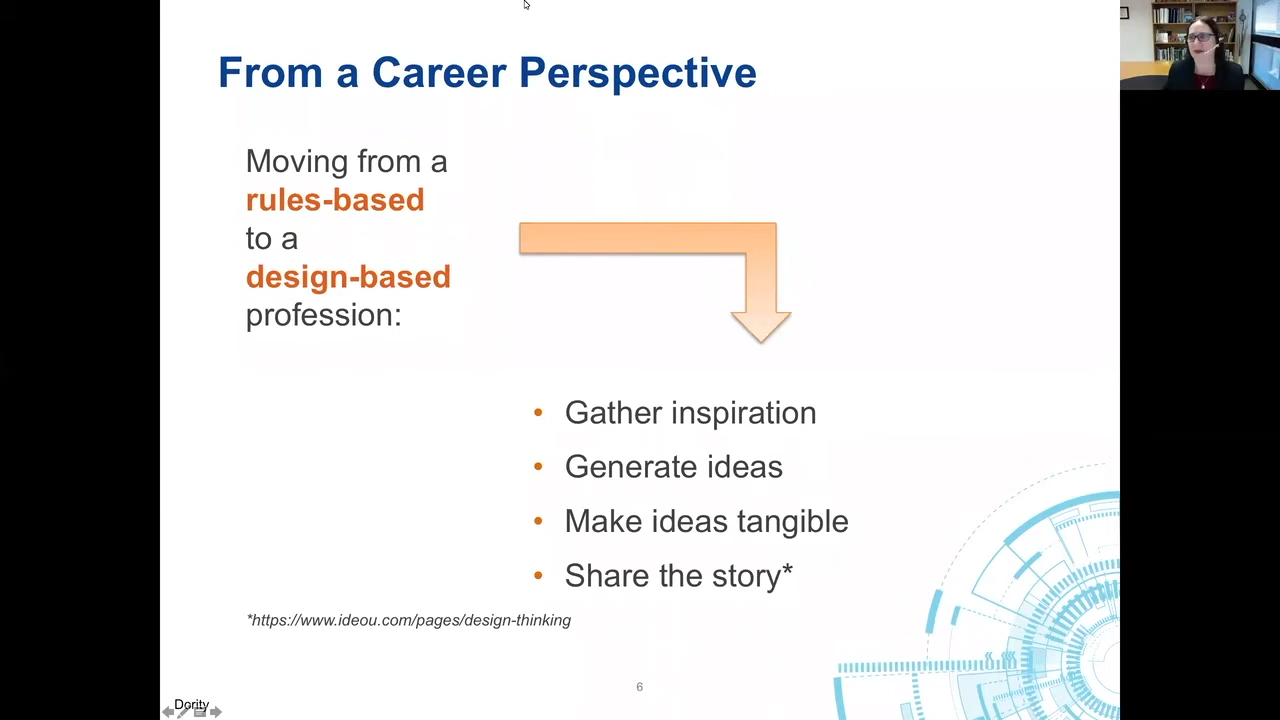 From a Career Perspective
Moving from a
rules-based
to a
design-based
profession:
• Gather inspiration
• Generate ideas
• Make ideas tangible
• Share the story*
*https://www.ideou.com/pages/design-thinking
6
Dority